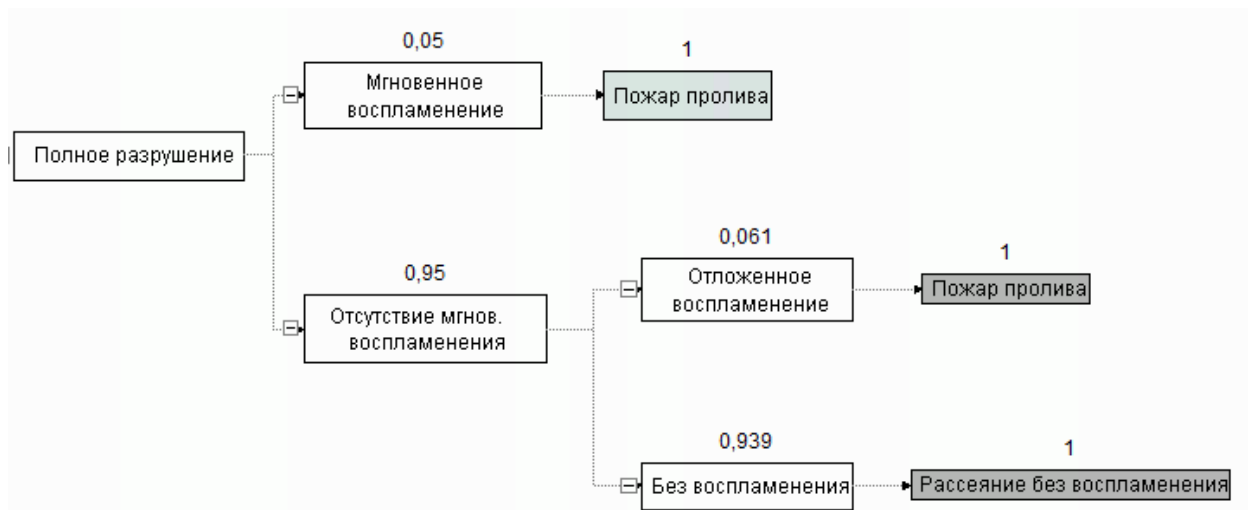 0,05
1
Мгновенное
воспламенение
Пожар пролива
Полное разрушение
0,061
1
0,95
Отложенное
воспламенение
Пожар пролива
Отсутствие мгнов.
воспламенения
0,939
1
Без воспламенения
Рассеяние без воспламенения